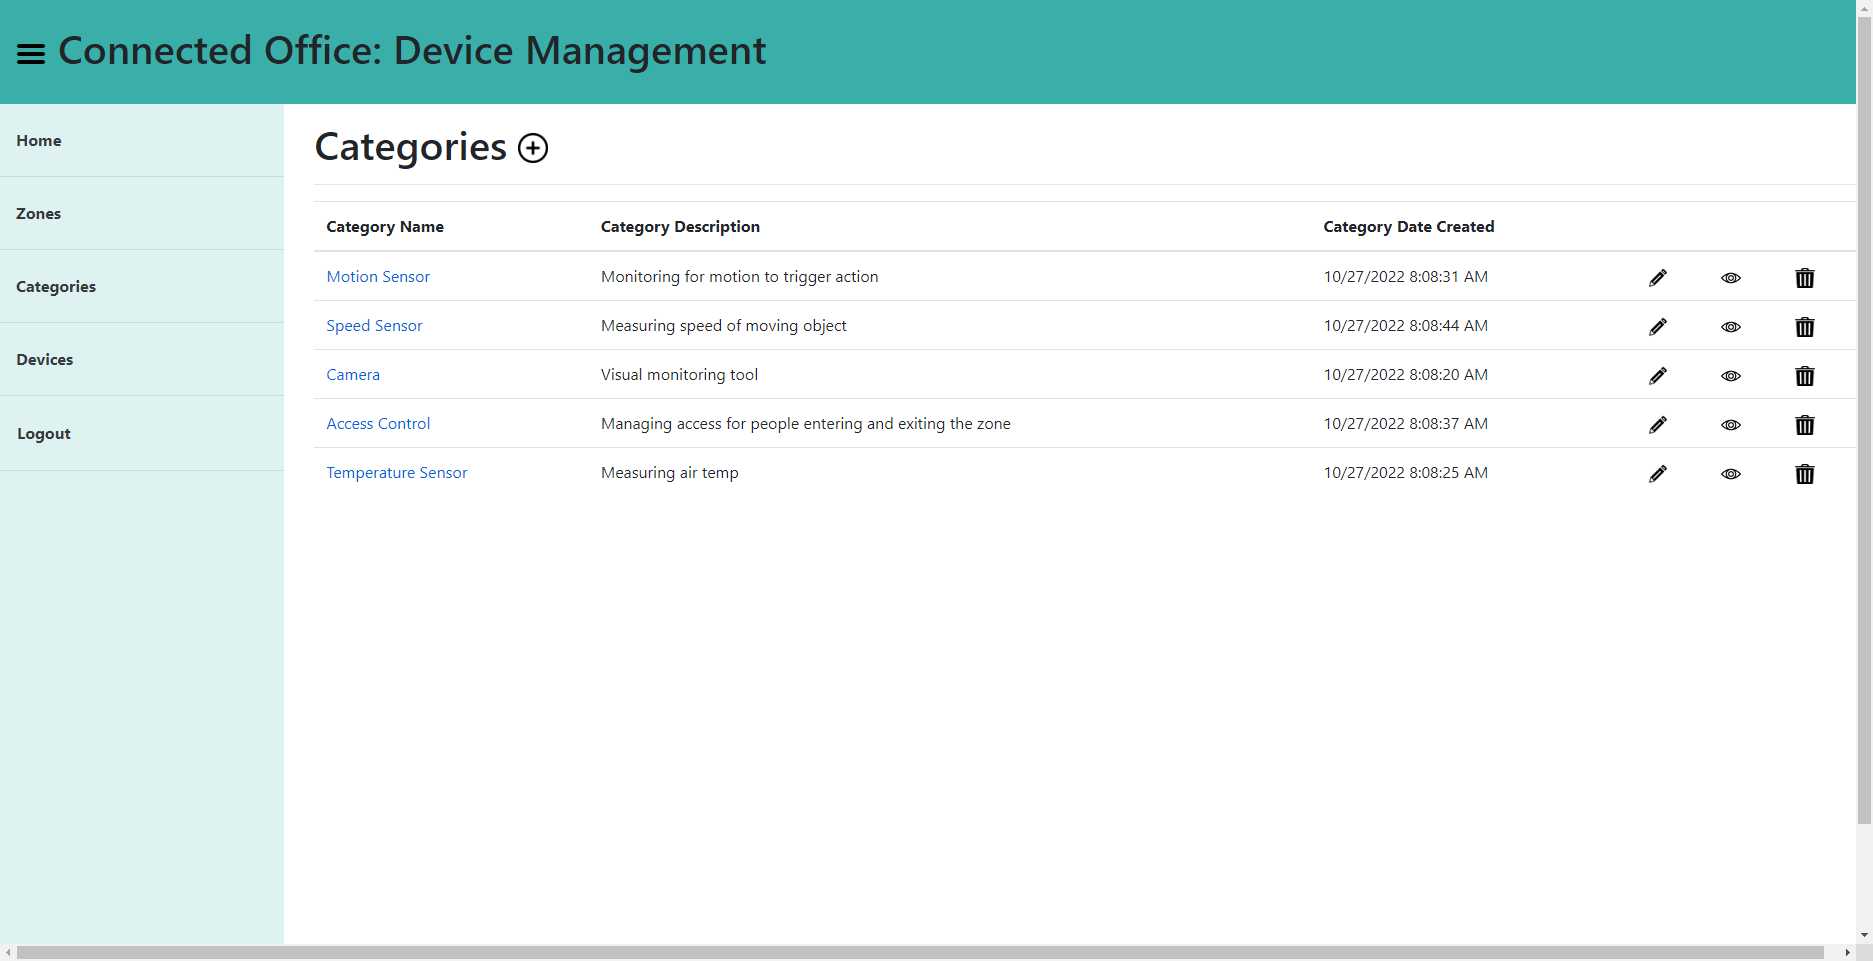 Connected Office: Device Management
Home
Zones
Categories
Devices
Logout
Categories
Category Name Category Description Category Date Created
Motion Sensor Monitoring for motion to trigger action 10/27/2022 8:08:31 AM
Speed Sensor Measuring speed of moving object 10/27/2022 8:08:44 AM
Camera Visual monitoring tool 10/27/2022 8:08:20 AM
Access Control Managing access for people entering and exiting the zone 10/27/2022 8:08:37 AM
Temperature Sensor Measuring air temp 10/27/2022 8:08:25 AM